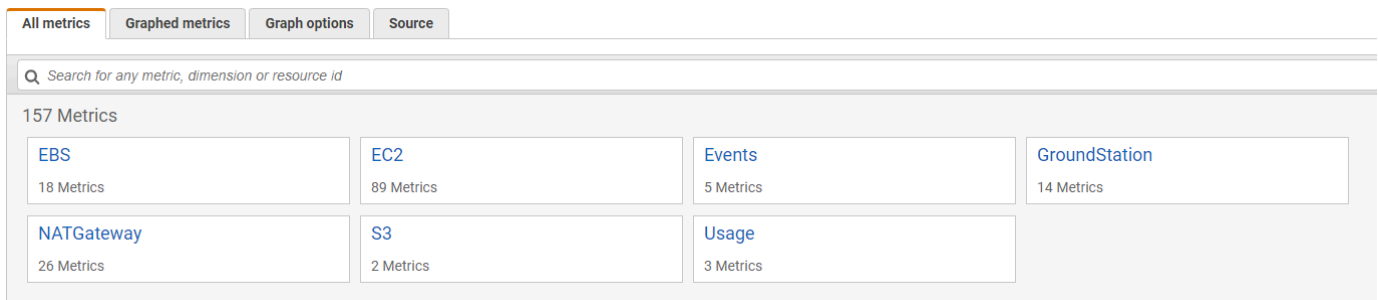 All metrics Graphed metrics Graph options Source
Search for any metric, dimension or resource id
157 Metrics
EBS EC2 Events GroundStation
18 Metrics 89 Metrics 5 Metrics 14 Metrics
NATGateway S3 Usage
26 Metrics 2 Metrics 3 Metrics